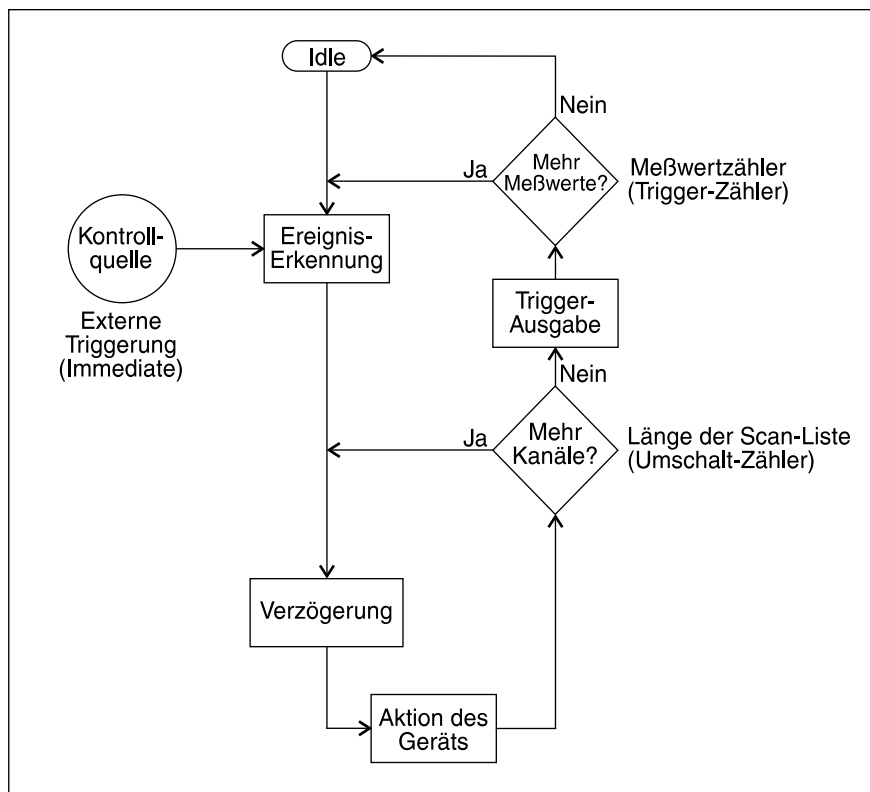 Idle
Nein
Ja
Mehr
Meßwerte?
Meßwertzähler
(Trigger-Zähler)
Kontroll-
quelle
Ereignis-
Erkennung
Externe
Triggerung
(Immediate)
Trigger-
Ausgabe
Nein
Ja
Mehr
Kanäle?
Länge der Scan-Liste
(Umschalt-Zähler)
Verzögerung
Aktion des
Geräts